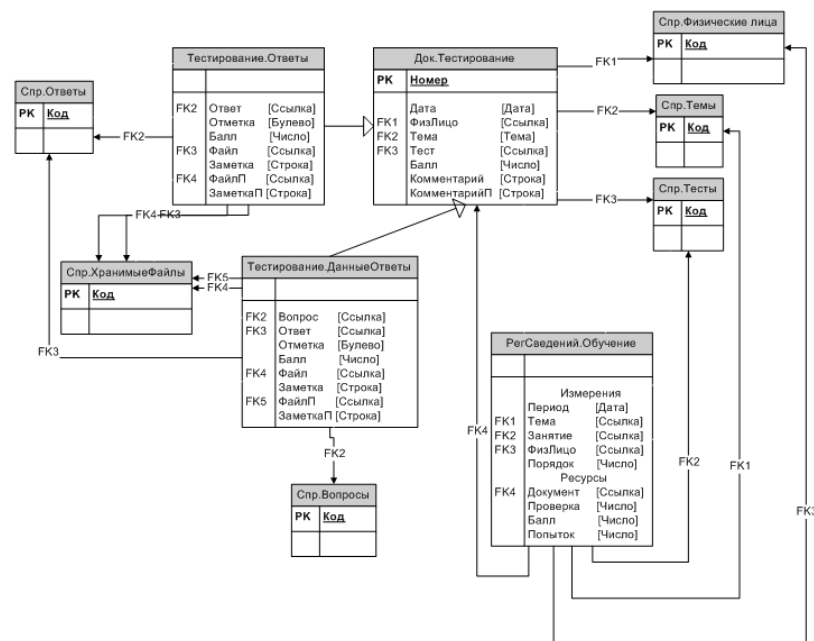 Спр.Физические лица
PK Код
Тестирование.Ответы
FK2 Ответ [Ссылка]
Отметка [Булево]
Балл [Число]
FK3 Файл [Ссылка]
Заметка [Строка]
FK4 ФайлП [Ссылка]
ЗаметкаП [Строка]
Док.Тестирование
PK Номер
Дата [Дата]
FK1 ФизЛицо [Ссылка]
FK2 Тема [Тема]
FK3 Тест [Ссылка]
Балл [Число]
Комментарий [Строка]
КомментарийП [Строка]
FK1
FK2
FK3
Спр.Ответы
PK Код
FK2
Спр.Темы
PK Код
Спр.Тесты
PK Код
FK4
FK3
Спр.ХранимыеФайлы
PK Код
FK5
FK4
FK3
Тестирование.ДанныеОтветы
FK2 Вопрос [Ссылка]
FK3 Ответ [Ссылка]
Отметка [Булево]
Балл [Число]
FK4 Файл [Ссылка]
Заметка [Строка]
FK5 ФайлП [Ссылка]
ЗаметкаП [Строка]
FK2
Спр.Вопросы
PK Код
РегСведений.Обучение
Измерения
Период [Дата]
FK1 Тема [Ссылка]
FK2 Занятие [Ссылка]
FK3 ФизЛицо [Ссылка]
Порядок [Число]
Ресурсы
FK4 Документ [Ссылка]
Проверка [Число]
Балл [Число]
Попыток [Число]
FK4
FK2
FK1
FK3